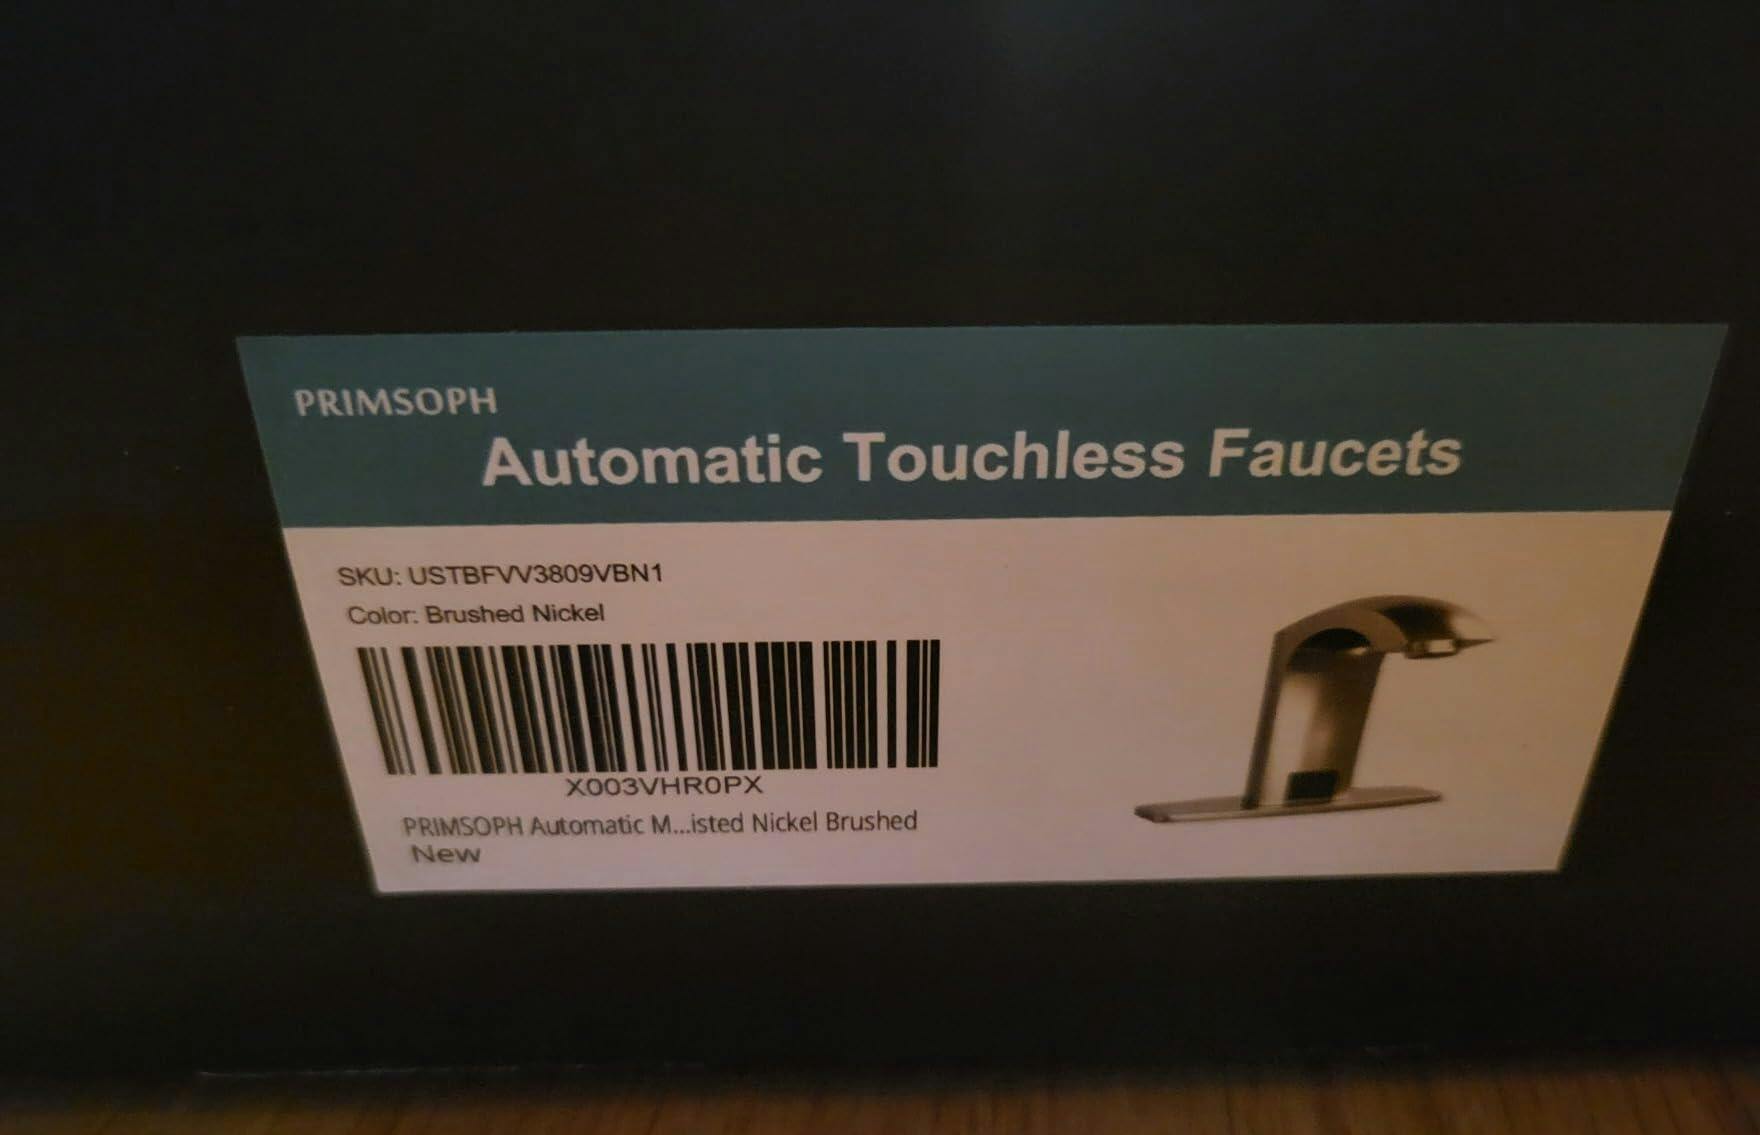 PRIMSOPH
Automatic Touchless Faucets
SKU: USTBFVV3809VBN1
Color: Brushed Nickel
X003VHR0PX
PRIMSOPH Automatic M...isted Nickel Brushed
New